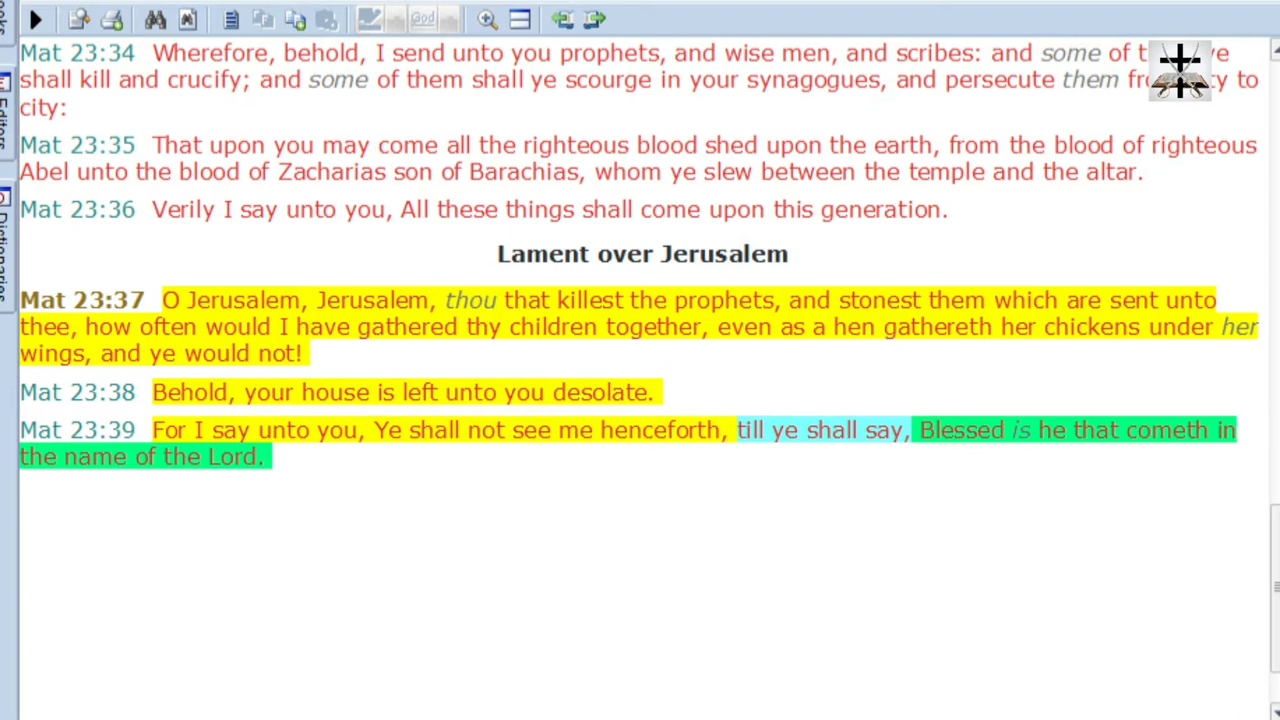 God
Mat 23:34 Wherefore, behold, I send unto you prophets, and wise men, and scribes: and some of ye
shall kill and crucify; and some of them shall ye scourge in your synagogues, and persecute them to
city:
Mat 23:35 That upon you may come all the righteous blood shed upon the earth, from the blood of righteous
Abel unto the blood of Zacharias son of Barachias, whom ye slew between the temple and the altar.
Mat 23:36 Verily I say unto you, All these things shall come upon this generation.
Lament over Jerusalem
Mat 23:37 O Jerusalem, Jerusalem, thou that killest the prophets, and stonest them which are sent unto
thee, how often would I have gathered thy children together, even as a hen gathereth her chickens under her
wings, and ye would not!
Mat 23:38 Behold, your house is left unto you desolate.
Mat 23:39 For I say unto you, Ye shall not see me henceforth, till ye shall say, Blessed is he that cometh in
the name of the Lord.
Editors
Dictionaries